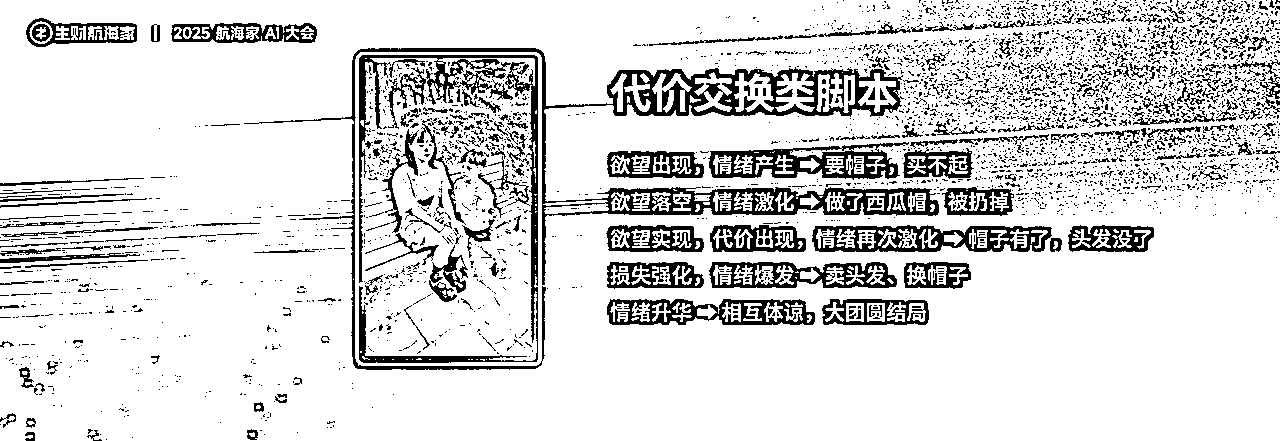 生财航海家 | 2025 航海家 AI 大会
代价交换类脚本
欲望出现，情绪产生→要帽子，买不起
欲望落空，情绪激化→做了西瓜帽，被扔掉
欲望实现，代价出现，情绪再次激化→帽子有了，头发没了
损失强化，情绪爆发→卖头发、换帽子
情绪升华→相互体谅，大团圆结局